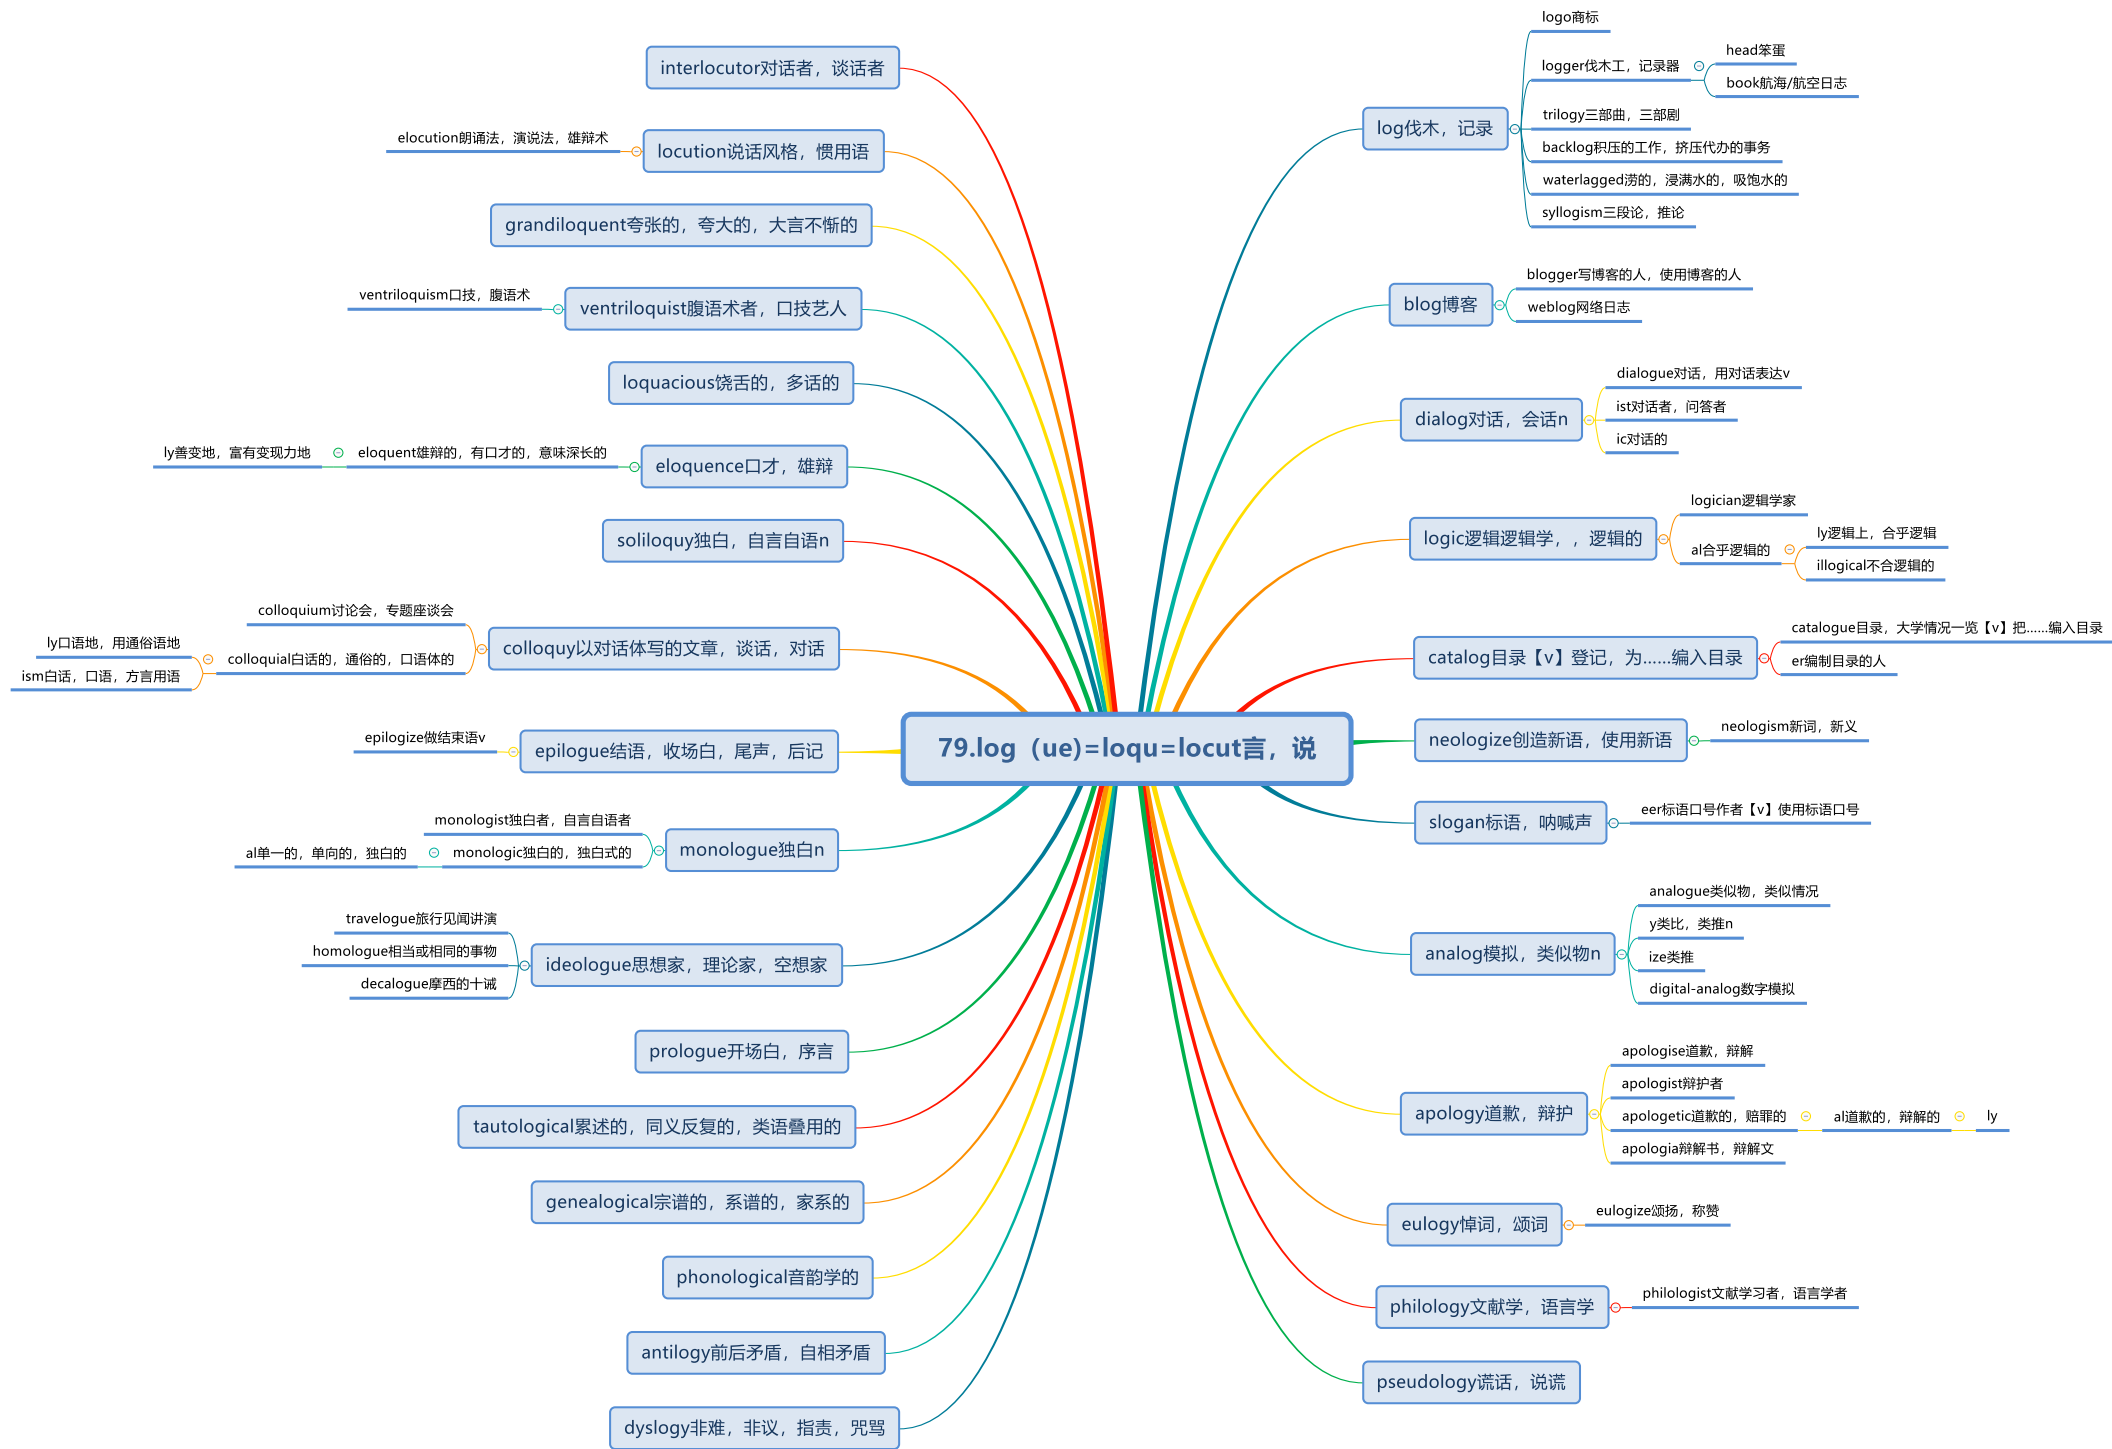 79.log（ue)=loqu=locut言，说
log伐木，记录
logo商标
logger伐木工，记录器
head笨蛋
book航海/航空日志
trilogy三部曲，三部剧
backlog积压的工作，挤压代办的事务
waterlagged涝的，浸满水的，吸饱水的
syllogism三段论，推论
blog博客
blogger写博客的人，使用博客的人
weblog网络日志
dialog对话，会话n
dialogue对话，用对话表达v
ist对话者，问答者
ic对话的
logic逻辑逻辑学，，逻辑的
logician逻辑学家
al合乎逻辑的
ly逻辑上，合乎逻辑
illogical不合逻辑的
catalog目录【v】登记，为……编入目录
catalogue目录，大学情况一览【v】把……编入目录
er编制目录的人
neologize创造新语，使用新语
neologism新词，新义
slogan标语，呐喊声
eer标语口号作者【v】使用标语口号
analog模拟，类似物n
analogue类似物，类似情况
y类比，类推n
ize类推
digital-analog数字模拟
apology道歉，辩护
apologise道歉，辩解
apologist辩护者
apologetic道歉的，赔罪的
al道歉的，辩解的
ly
apologia辩解书，辩解文
eulogy悼词，颂词
eulogize颂扬，称赞
philology文献学，语言学
philologist文献学习者，语言学者
pseudology谎话，说谎
interlocutor对话者，谈话者
locution说话风格，惯用语
elocution朗诵法，演说法，雄辩术
grandiloquent夸张的，夸大的，大言不惭的
ventriloquist腹语术者，口技艺人
ventriloquism口技，腹语术
loquacious饶舌的，多话的
eloquence口才，雄辩
eloquent雄辩的，有口才的，意味深长的
ly善变地，富有变现力地
soliloquy独白，自言自语n
colloquy以对话体写的文章，谈话，对话
colloquium讨论会，专题座谈会
colloquial白话的，通俗的，口语体的
ly口语地，用通俗语地
ism白话，口语，方言用语
epilogue结语，收场白，尾声，后记
epilogize做结束语v
monologue独白n
monologist独白者，自言自语者
monologic独白的，独白式的
al单一的，单向的，独白的
ideologue思想家，理论家，空想家
travelogue旅行见闻讲演
homologue相当或相同的事物
decalogue摩西的十诫
prologue开场白，序言
tautological累述的，同义反复的，类语叠用的
genealogical宗谱的，系谱的，家系的
phonological音韵学的
antilogy前后矛盾，自相矛盾
dyslogy非难，非议，指责，咒骂